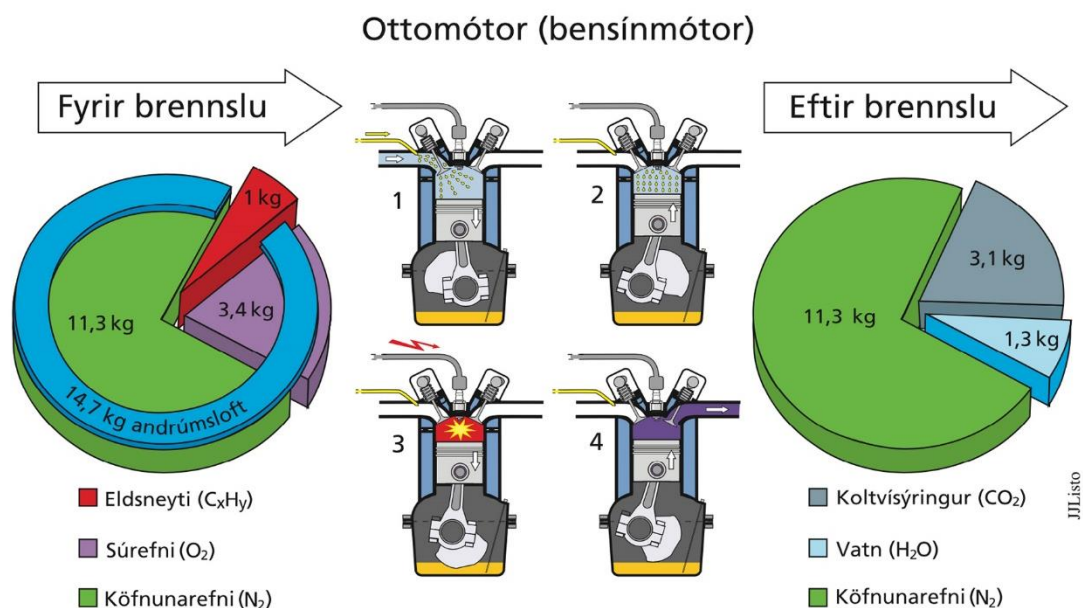 Ottomótor (bensínmótor)
Fyrir brennslu
Eftir brennslu
1 kg
3,4 kg
11,3 kg
14,7 kg andrúmsloft
1
2
3
4
3,1 kg
1,3 kg
11,3 kg
Eldsneyti (CxHy)
Súrefni (O₂)
Köfnunarefni (N₂)
Koltvísýringur (CO₂)
Vatn (H₂O)
Köfnunarefni (N₂)
JJListo